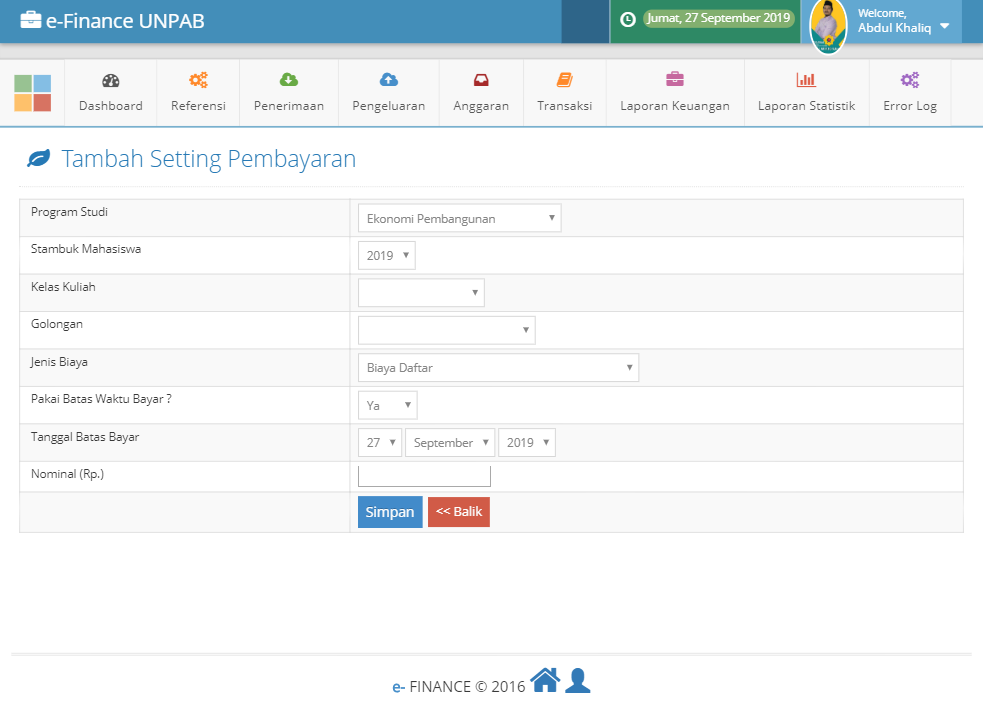 e-Finance UNPAB
Jumat, 27 September 2019
Welcome,
Abdul Khaliq
Dashboard
Referensi
Penerimaan
Pengeluaran
Anggaran
Transaksi
Laporan Keuangan
Laporan Statistik
Error Log
Tambah Setting Pembayaran
Program Studi
Ekonomi Pembangunan
Stambuk Mahasiswa
2019
Kelas Kuliah
Golongan
Jenis Biaya
Biaya Daftar
Pakai Batas Waktu Bayar ?
Ya
Tanggal Batas Bayar
27 September 2019
Nominal (Rp.)
Simpan << Balik
e- FINANCE © 2016